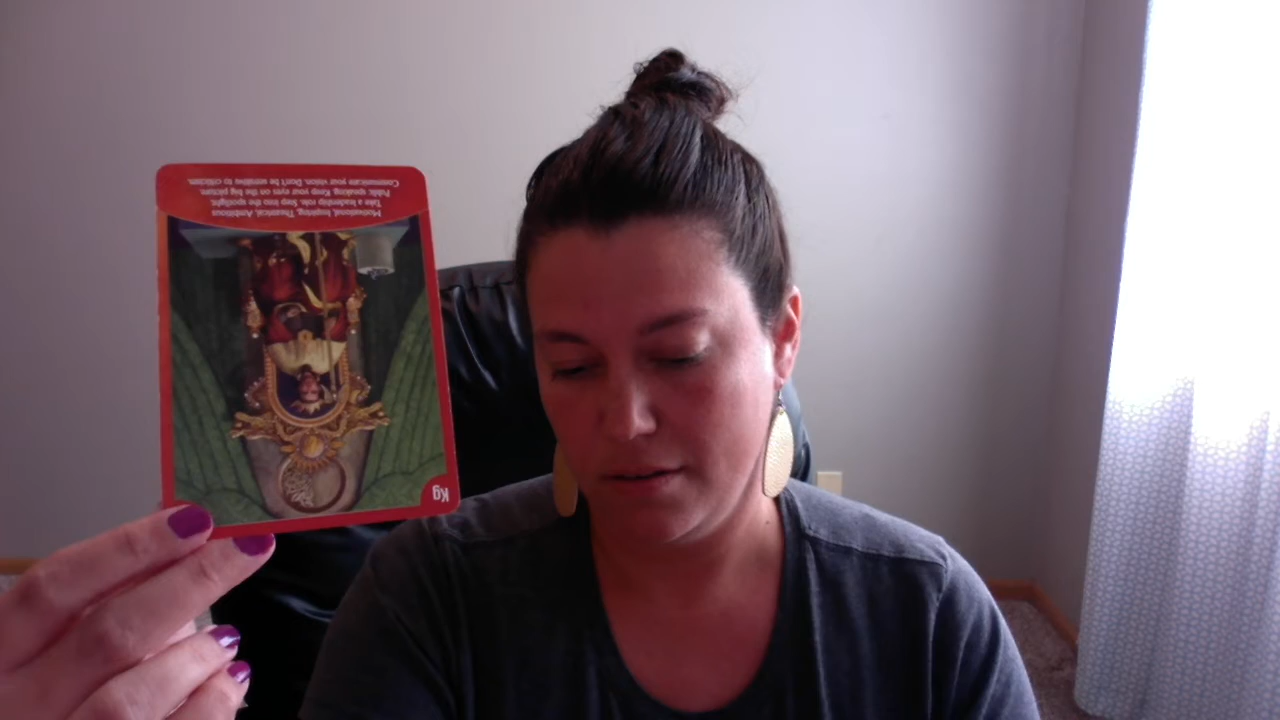 Motivational, Inspiring, Theatrical, Ambitious
Take a leadership role. Step into the spotlight.
Public speaking. Keep your eyes on the big picture.
Communicate your vision. Don't be sensitive to criticism.
Kg